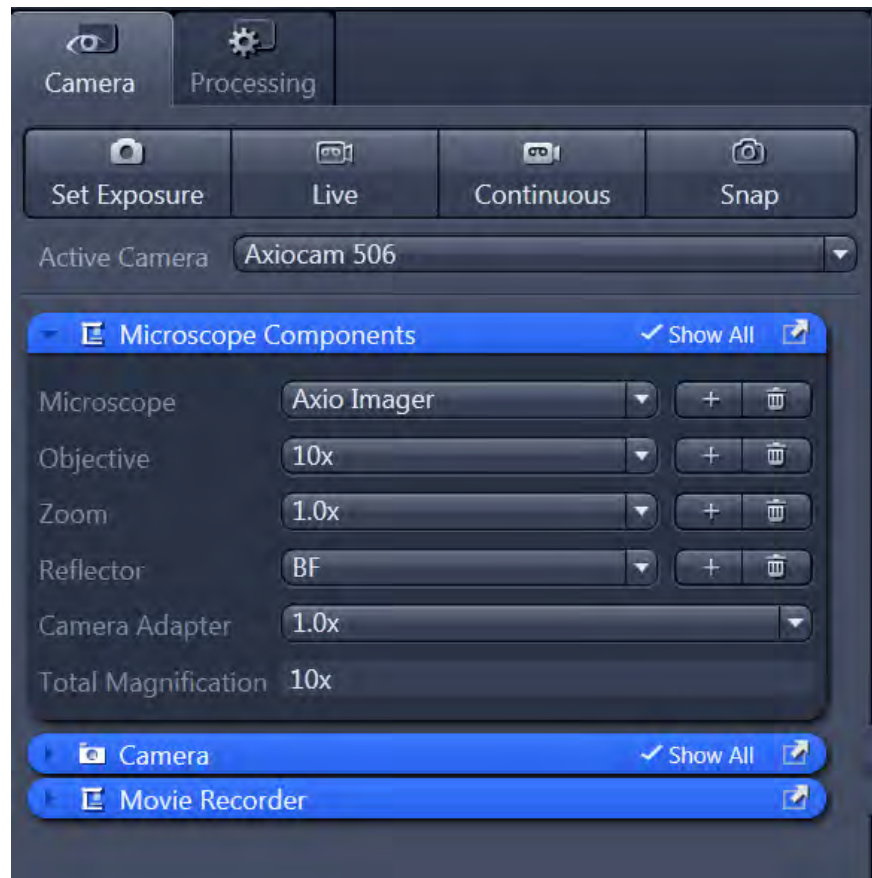 Camera Processing
Set Exposure Live Continuous Snap
Active Camera Axiocam 506
Microscope Components Show All
Microscope Axio Imager
Objective 10x
Zoom 1.0x
Reflector BF
Camera Adapter 1.0x
Total Magnification 10x
Camera Show All
Movie Recorder